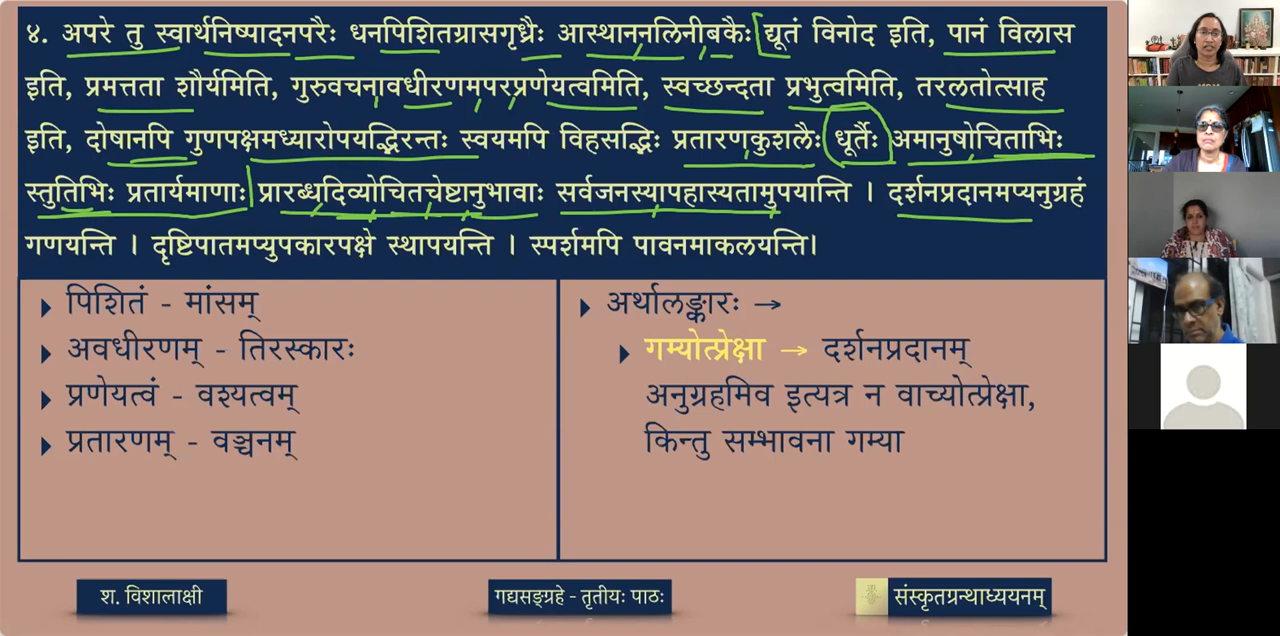 ४. अपरे तु स्वार्थनिष्पादनपरैः धनपिशितग्रासगृध्रैः आस्थाननलिनीबकैः द्यूतं विनोद इति, पानं विलास
इति, प्रमत्तता शौर्यमिति, गुरुवचनावधीरणमपरप्रणेयत्वमिति, स्वच्छन्दता प्रभुत्वमिति, तरलतोत्साह
इति, दोषानपि गुणपक्षमध्यारोपयद्भिरन्तः स्वयमपि विहसद्भिः प्रतारणकुशलैः धूर्तैः अमानुषोचिताभिः
स्तुतिभिः प्रतार्यमाणाः प्रारब्धदिव्योचितचेष्टानुभावाः सर्वजनस्यापहास्यतामुपयान्ति । दर्शनप्रदानमप्यनुग्रहं
गणयन्ति । दृष्टिपातमप्युपकारपक्षे स्थापयन्ति । स्पर्शमपि पावनमाकलयन्ति।
पिशितं - मांसम्
अवधीरणम् - तिरस्कारः
प्रणेयत्वं - वश्यत्वम्
प्रतारणम् - वञ्चनम्
अर्थालङ्कारः →
गम्योत्प्रेक्षा → दर्शनप्रदानम्
अनुग्रहमिव इत्यत्र न वाच्योत्प्रेक्षा,
किन्तु सम्भावना गम्या
श. विशालाक्षी
गद्यसङ्ग्रहे - तृतीयः पाठः
संस्कृतग्रन्थाध्ययनम्